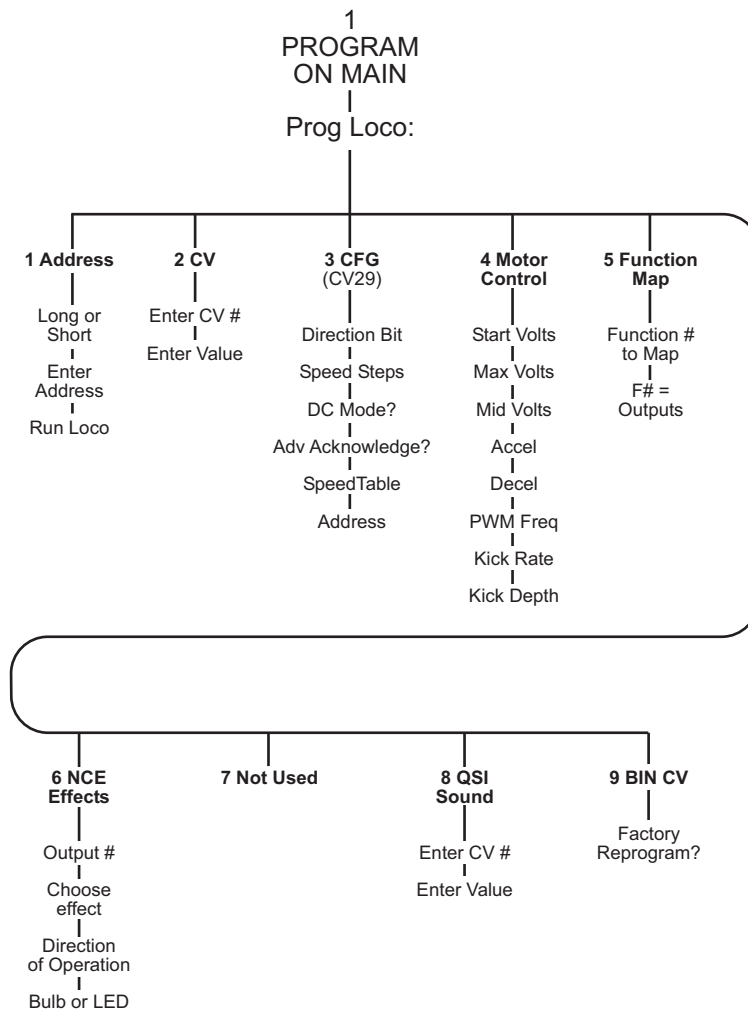 1
PROGRAM
ON MAIN
Prog Loco:
1 Address
Long or
Short
Enter
Address
Run Loco
2 CV
Enter CV #
Enter Value
3 CFG
(CV29)
Direction Bit
Speed Steps
DC Mode?
Adv Acknowledge?
SpeedTable
Address
4 Motor
Control
Start Volts
Max Volts
Mid Volts
Accel
Decel
PWM Freq
Kick Rate
Kick Depth
5 Function
Map
Function #
to Map
F# =
Outputs
6 NCE
Effects
Output #
Choose
effect
Direction
of Operation
Bulb or LED
7 Not Used
8 QSI
Sound
Enter CV #
Enter Value
9 BIN CV
Factory
Reprogram?